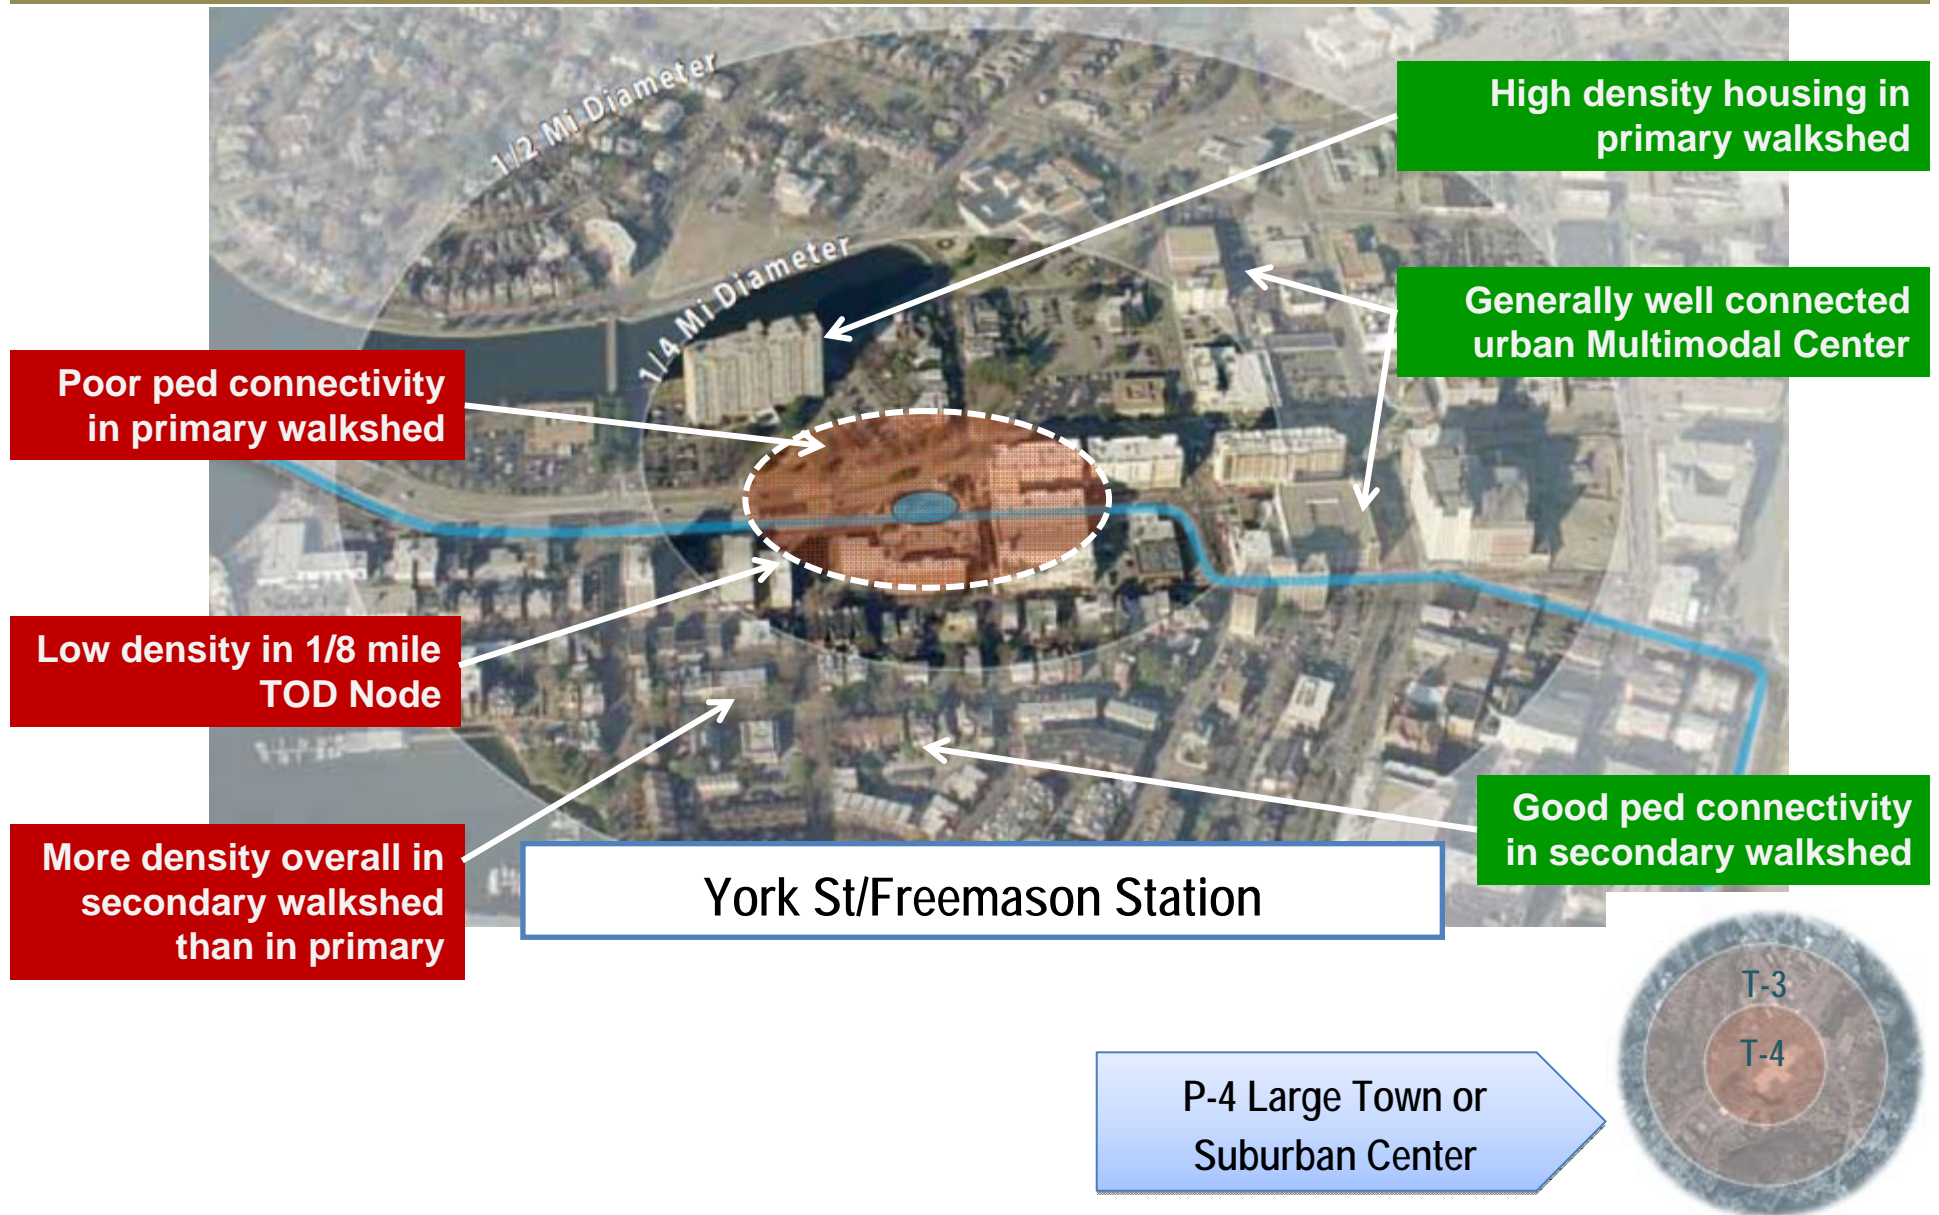 1/2 Mi Diameter
1/4 Mi Diameter
High density housing in
primary walkshed
Generally well connected
urban Multimodal Center
Poor ped connectivity
in primary walkshed
Low density in 1/8 mile
TOD Node
More density overall in
secondary walkshed
than in primary
Good ped connectivity
in secondary walkshed
York St/Freemason Station
T-3
T-4
P-4 Large Town or
Suburban Center